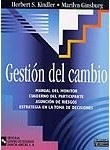 Herbert S. Kindler • Marilyn Ginsburg
Gestión del cambio
MANUAL DEL MONITOR
CUADERNO DEL PARTICIPANTE
ASUNCIÓN DE RIESGOS
ESTRATEGIA EN LA TOMA DE DECISIONES
EDITORIAL